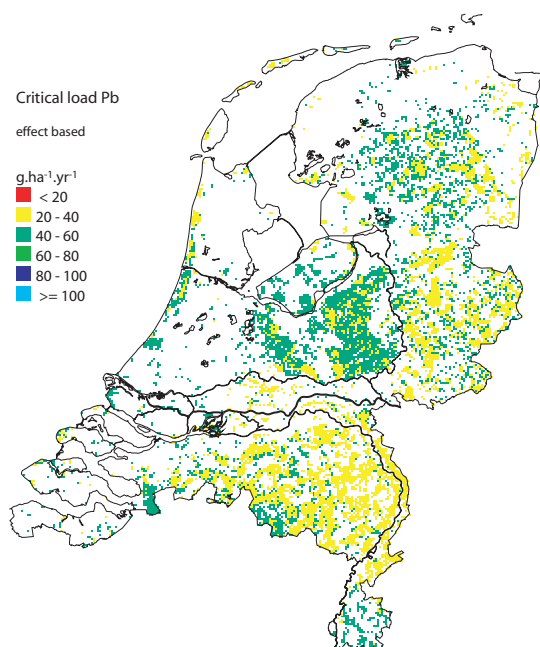 Critical load Pb
effect based
g.ha⁻¹.yr⁻¹
< 20
20 - 40
40 - 60
60 - 80
80 - 100
>= 100